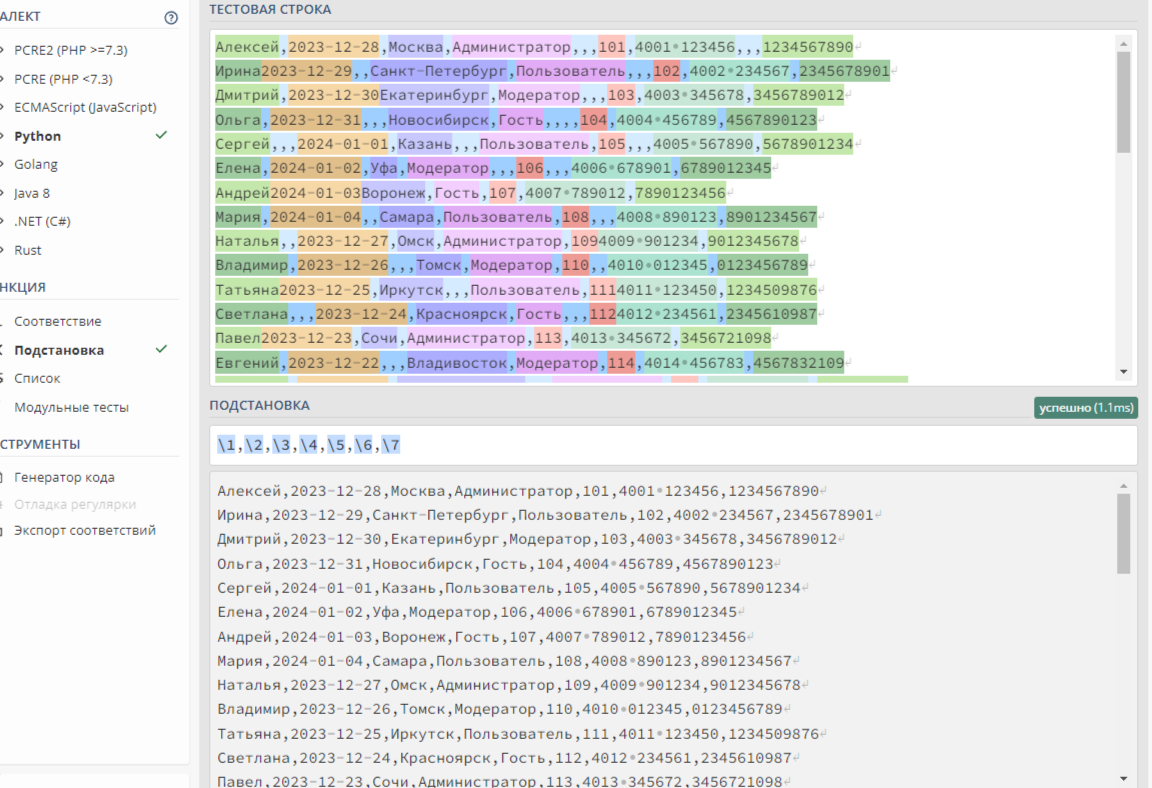 АЛЕКТ
PCRE2 (PHP >=7.3)
PCRE (PHP <7.3)
ECMAScript (JavaScript)
Python
Golang
Java 8
.NET (C#)
Rust
НКЦИЯ
Соответствие
Подстановка
Список
Модульные тесты
СТРУМЕНТЫ
Генератор кода
Отладка регулярки
Экспорт соответствий
ТЕСТОВАЯ СТРОКА
Алексей,2023-12-28,Москва,Администратор,,,101,4001•123456,,,1234567890
Ирина2023-12-29,,Санкт-Петербург,Пользователь,,,102,4002•234567,2345678901
Дмитрий,2023-12-30Екатеринбург,Модератор,,,103,4003•345678,3456789012
Ольга,2023-12-31,,,Новосибирск,Гость,,,,104,4004•456789,4567890123
Сергей,,,2024-01-01,Казань,,,Пользователь,105,,,4005•567890,5678901234
Елена,2024-01-02,Уфа,Модератор,,,106,,,4006•678901,6789012345
Андрей2024-01-03Воронеж,Гость,107,4007•789012,7890123456
Мария,2024-01-04,,Самара,Пользователь,108,,,4008•890123,8901234567
Наталья,,2023-12-27,Омск,Администратор,1094009•901234,9012345678
Владимир,2023-12-26,,,Томск,Модератор,110,,4010•012345,0123456789
Татьяна2023-12-25,Иркутск,,,Пользователь,1114011•123450,1234509876
Светлана,,,2023-12-24,Красноярск,Гость,,,1124012•234561,2345610987
Павел2023-12-23,Сочи,Администратор,113,4013•345672,3456721098
Евгений,2023-12-22,,,Владивосток,Модератор,114,4014•456783,4567832109
ПОДСТАНОВКА
успешно (1.1ms)
\1,\2,\3,\4,\5,\6,\7
Алексей,2023-12-28,Москва,Администратор,101,4001•123456,1234567890
Ирина,2023-12-29,Санкт-Петербург,Пользователь,102,4002•234567,2345678901
Дмитрий,2023-12-30,Екатеринбург,Модератор,103,4003•345678,3456789012
Ольга,2023-12-31,Новосибирск,Гость,104,4004•456789,4567890123
Сергей,2024-01-01,Казань,Пользователь,105,4005•567890,5678901234
Елена,2024-01-02,Уфа,Модератор,106,4006•678901,6789012345
Андрей,2024-01-03,Воронеж,Гость,107,4007•789012,7890123456
Мария,2024-01-04,Самара,Пользователь,108,4008•890123,8901234567
Наталья,2023-12-27,Омск,Администратор,109,4009•901234,9012345678
Владимир,2023-12-26,Томск,Модератор,110,4010•012345,0123456789
Татьяна,2023-12-25,Иркутск,Пользователь,111,4011•123450,1234509876
Светлана,2023-12-24,Красноярск,Гость,112,4012•234561,2345610987
Павел,2023-12-23,Сочи,Администратор,113,4013•345672,3456721098